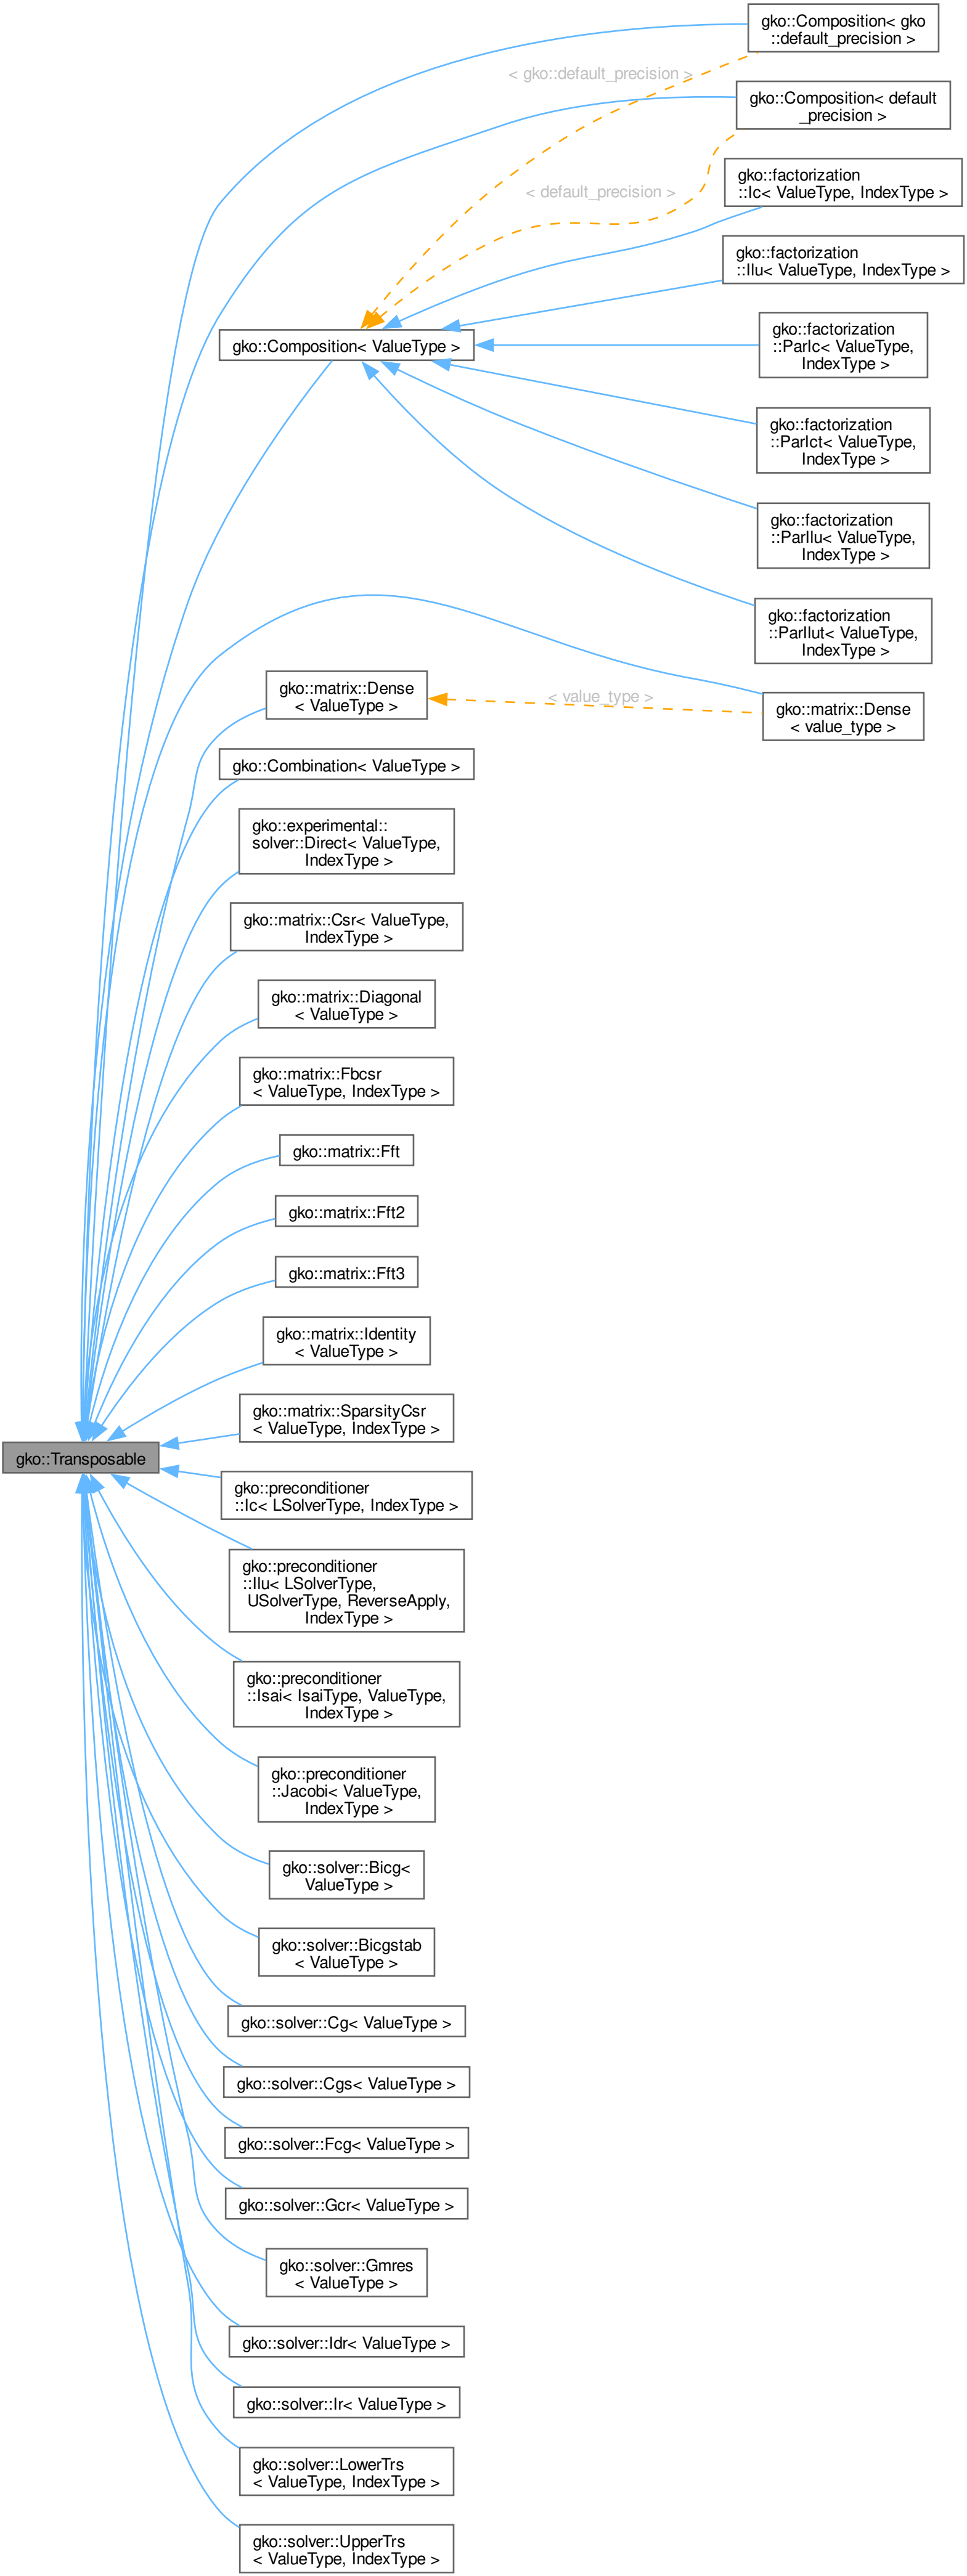 gko::Composition< gko
::default_precision >
< gko::default_precision >
gko::Composition< default
_precision >
gko::factorization
::Ic< ValueType, IndexType >
< default_precision >
gko::factorization
::Ilu< ValueType, IndexType >
gko::Composition< ValueType >
gko::factorization
::ParIc< ValueType,
IndexType >
gko::factorization
::ParIct< ValueType,
IndexType >
gko::factorization
::ParIlu< ValueType,
IndexType >
gko::factorization
::ParIlut< ValueType,
IndexType >
gko::matrix::Dense
< ValueType >
< value_type >
gko::matrix::Dense
< value_type >
gko::Combination< ValueType >
gko::experimental::
solver::Direct< ValueType,
IndexType >
gko::matrix::Csr< ValueType,
IndexType >
gko::matrix::Diagonal
< ValueType >
gko::matrix::Fbcsr
< ValueType, IndexType >
gko::matrix::Fft
gko::matrix::Fft2
gko::matrix::Fft3
gko::matrix::Identity
< ValueType >
gko::matrix::SparsityCsr
< ValueType, IndexType >
gko::Transposable
gko::preconditioner
::Ic< LSolverType, IndexType >
gko::preconditioner
::Ilu< LSolverType,
USolverType, ReverseApply,
IndexType >
gko::preconditioner
::Isai< IsaiType, ValueType,
IndexType >
gko::preconditioner
::Jacobi< ValueType,
IndexType >
gko::solver::Bicg<
ValueType >
gko::solver::Bicgstab
< ValueType >
gko::solver::Cg< ValueType >
gko::solver::Cgs< ValueType >
gko::solver::Fcg< ValueType >
gko::solver::Gcr< ValueType >
gko::solver::Gmres
< ValueType >
gko::solver::Idr< ValueType >
gko::solver::Ir< ValueType >
gko::solver::LowerTrs
< ValueType, IndexType >
gko::solver::UpperTrs
< ValueType, IndexType >